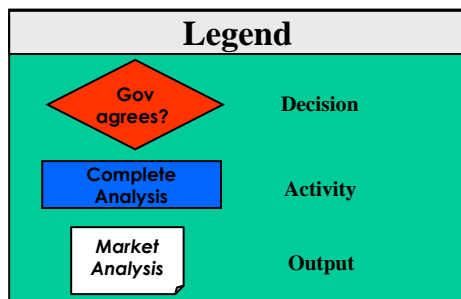 Legend
Gov
agrees?
Decision
Complete
Analysis
Activity
Market
Analysis
Output